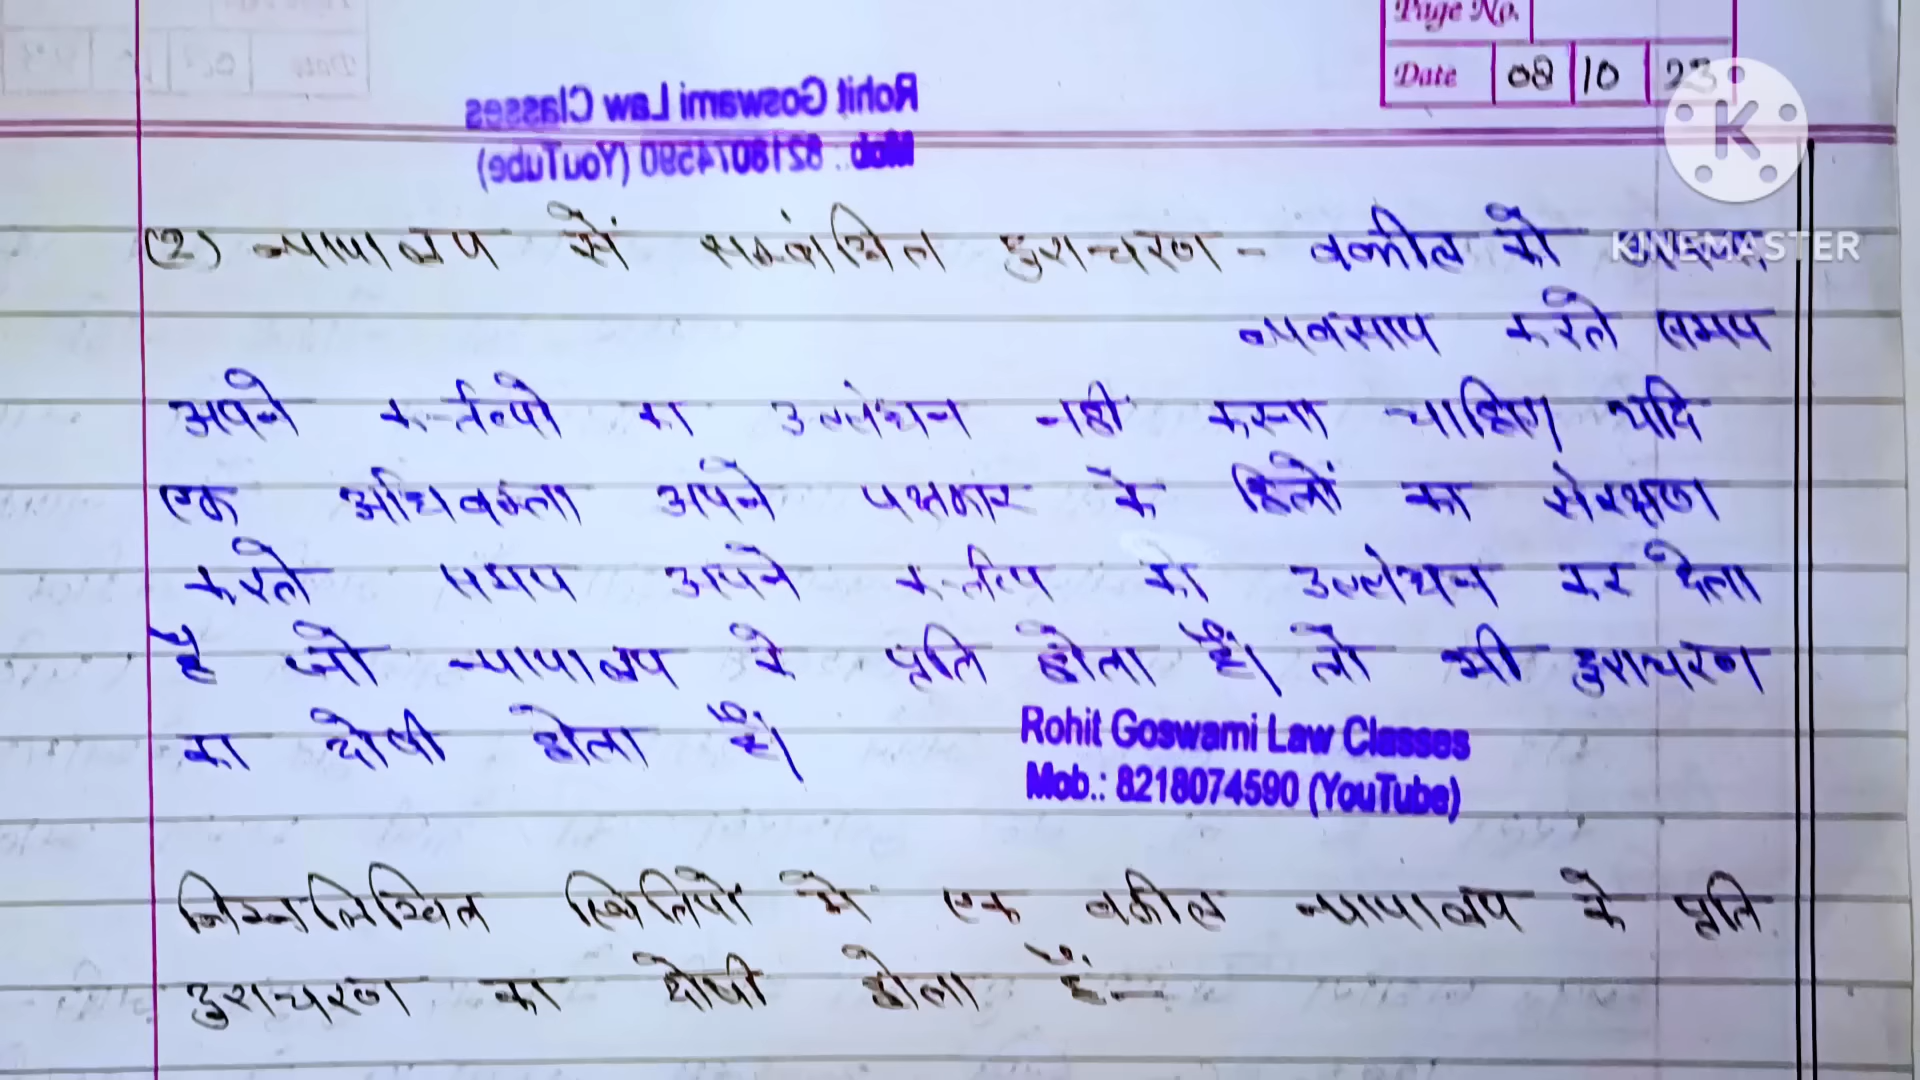 Page No.
Date 08 10 23
Rohit Goswami Law Classes
Mob.: 8218074590 (YouTube)
(2) न्यायालय से सम्बंधित दुराचरण - वकील को
KINEMASTER
व्यवसाय करते समय
अपने कर्त्तव्यो का उल्लंघन नही करना चाहिए यदि
एक अधिवक्ता अपने पक्षकार के हितों का संरक्षण
करते समय अपने कर्त्तव्य का उल्लंघन कर देता
है जो न्यायालय के प्रति होता है। तो भी दुराचरण
का दोषी होता है।
Rohit Goswami Law Classes
Mob.: 8218074590 (YouTube)
निम्नलिखित स्थितियों में एक वकील न्यायालय के प्रति
दुराचरण का दोषी होता है-